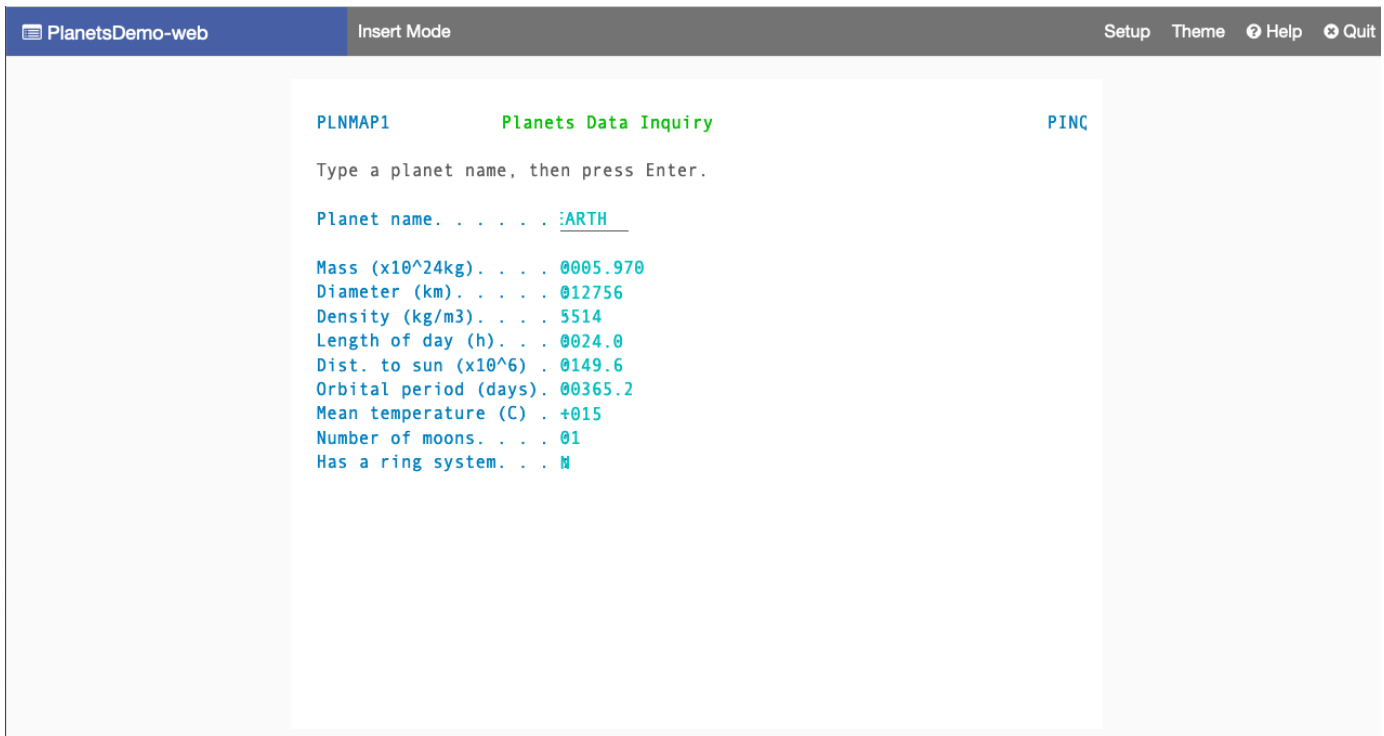 PlanetsDemo-web Insert Mode Setup Theme Help Quit
PLNMAP1 Planets Data Inquiry PINQ
Type a planet name, then press Enter.
Planet name. . . . . . EARTH
Mass (x10^24kg). . . . 0005.970
Diameter (km). . . . . 012756
Density (kg/m3). . . . 5514
Length of day (h). . . 0024.0
Dist. to sun (x10^6) . 0149.6
Orbital period (days). 00365.2
Mean temperature (C) . +015
Number of moons. . . . 01
Has a ring system. . . N